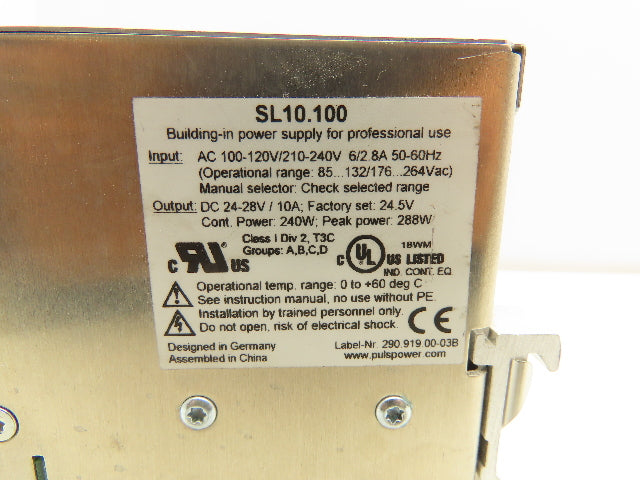 SL10.100
Building-in power supply for professional use
Input: AC 100-120V/210-240V 6/2.8A 50-60Hz
(Operational range: 85...132/176...264Vac)
Manual selector: Check selected range
Output: DC 24-28V / 10A; Factory set: 24.5V
Cont. Power: 240W; Peak power: 288W
Class I Div 2, T3C
Groups: A,B,C,D
C RU US
18WM
C UL US LISTED
IND. CONT. EQ.
Operational temp. range: 0 to +60 deg C
See instruction manual, no use without PE.
Installation by trained personnel only.
Do not open, risk of electrical shock.
CE
Designed in Germany
Assembled in China
Label-Nr. 290.919.00-03B
www.pulspower.com